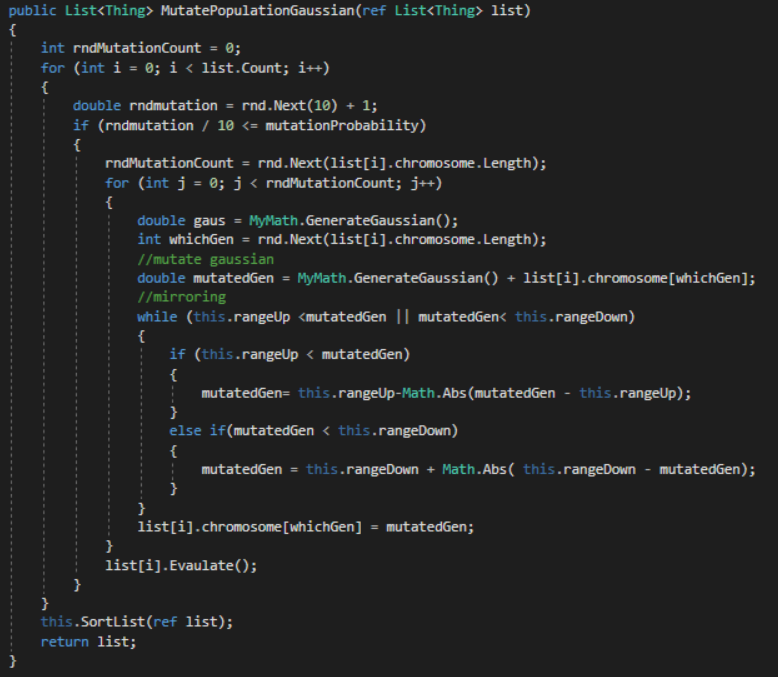 public List<Thing> MutatePopulationGaussian(ref List<Thing> list)
{
int rndMutationCount = 0;
for (int i = 0; i < list.Count; i++)
{
double rndmutation = rnd.Next(10) + 1;
if (rndmutation / 10 <= mutationProbability)
{
rndMutationCount = rnd.Next(list[i].chromosome.Length);
for (int j = 0; j < rndMutationCount; j++)
{
double gaus = MyMath.GenerateGaussian();
int whichGen = rnd.Next(list[i].chromosome.Length);
//mutate gaussian
double mutatedGen = MyMath.GenerateGaussian() + list[i].chromosome[whichGen];
//mirroring
while (this.rangeUp <mutatedGen || mutatedGen< this.rangeDown)
{
if (this.rangeUp < mutatedGen)
{
mutatedGen= this.rangeUp-Math.Abs(mutatedGen - this.rangeUp);
}
else if(mutatedGen < this.rangeDown)
{
mutatedGen = this.rangeDown + Math.Abs( this.rangeDown - mutatedGen);
}
}
list[i].chromosome[whichGen] = mutatedGen;
}
list[i].Evaulate();
}
}
this.SortList(ref list);
return list;
}